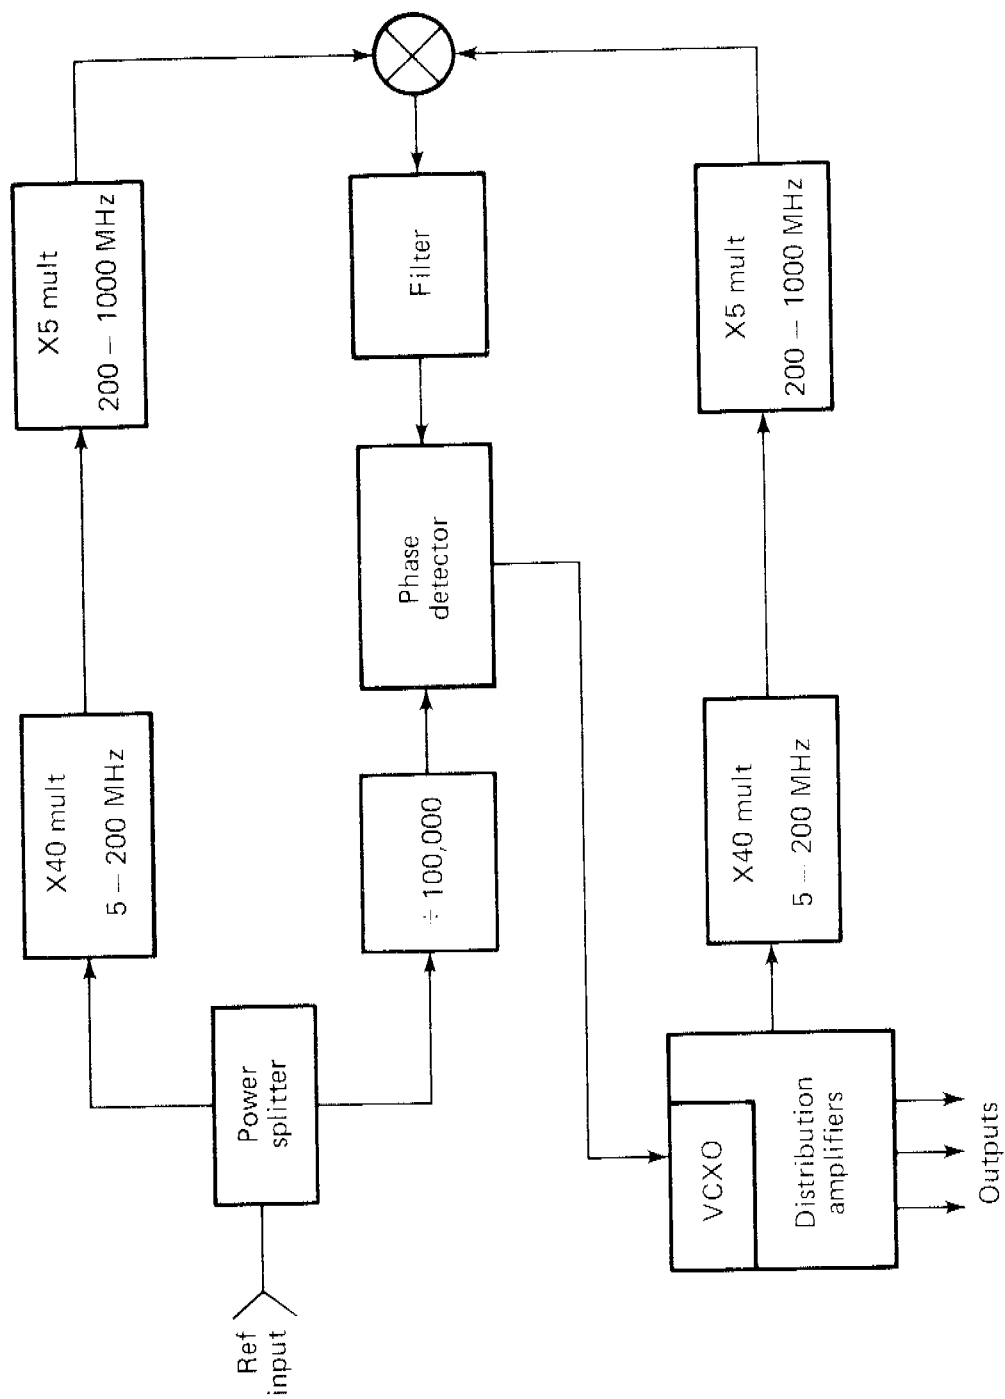 Ref
input
Power
splitter
X40 mult
5 – 200 MHz
X5 mult
200 – 1000 MHz
÷ 100,000
Phase
detector
Filter
VCXO
Distribution
amplifiers
Outputs
X40 mult
5 – 200 MHz
X5 mult
200 – 1000 MHz